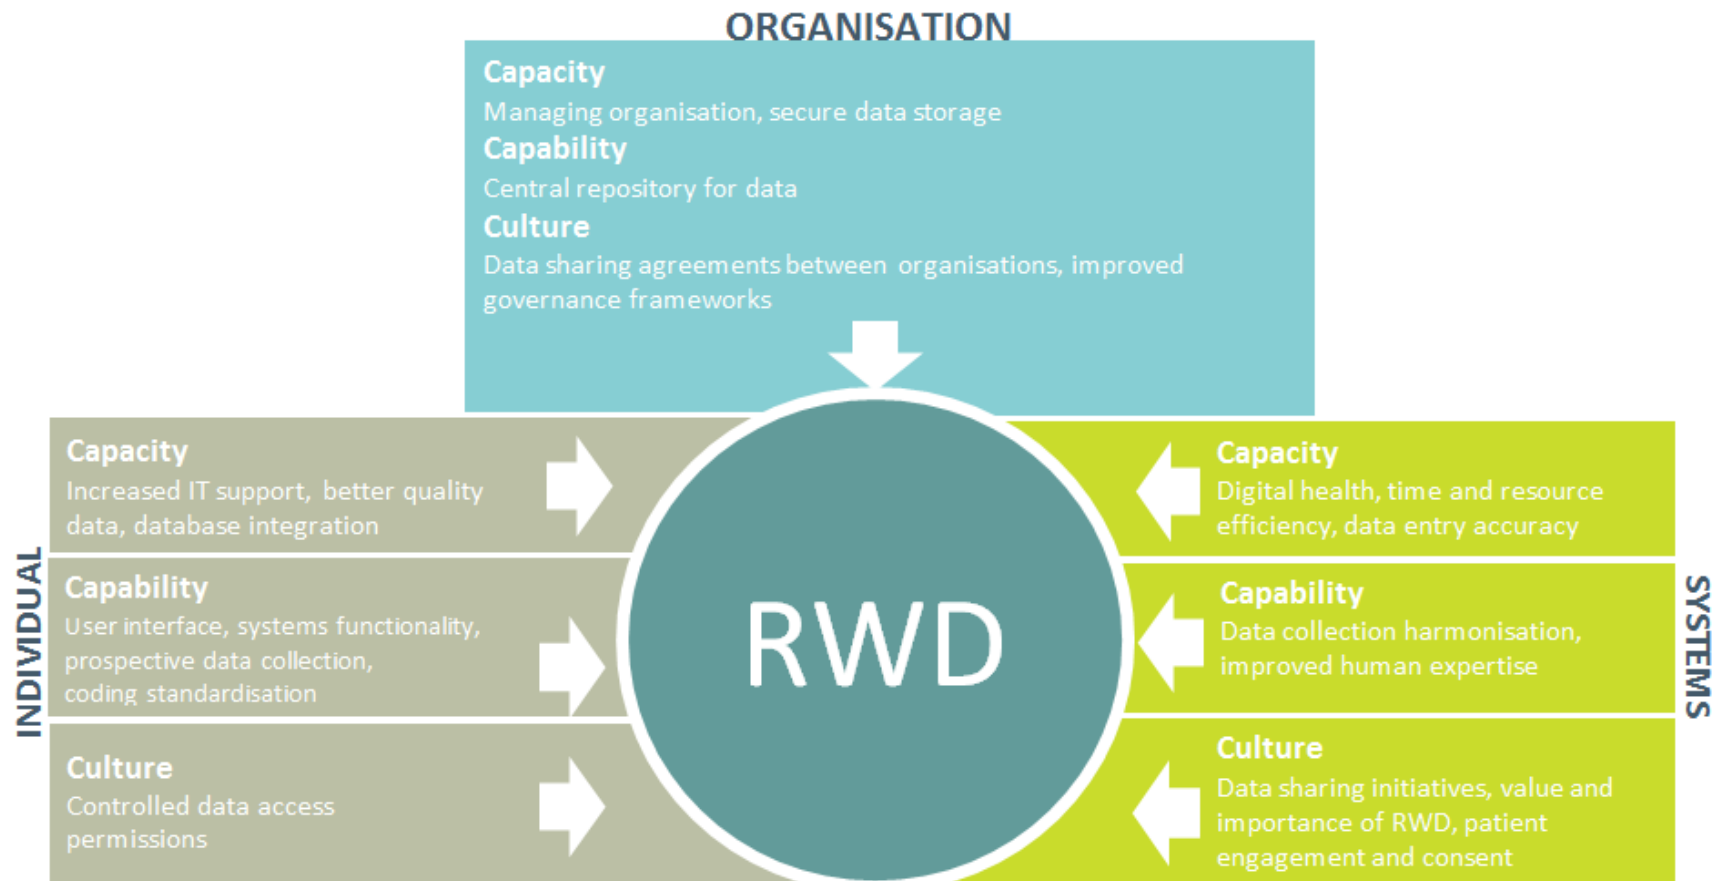 ORGANISATION
Capacity
Managing organisation, secure data storage
Capability
Central repository for data
Culture
Data sharing agreements between organisations, improved
governance frameworks
INDIVIDUAL
Capacity
Increased IT support, better quality
data, database integration
Capability
User interface, systems functionality,
prospective data collection,
coding standardisation
Culture
Controlled data access
permissions
RWD
Capacity
Digital health, time and resource
efficiency, data entry accuracy
Capability
Data collection harmonisation,
improved human expertise
Culture
Data sharing initiatives, value and
importance of RWD, patient
engagement and consent
SYSTEMS